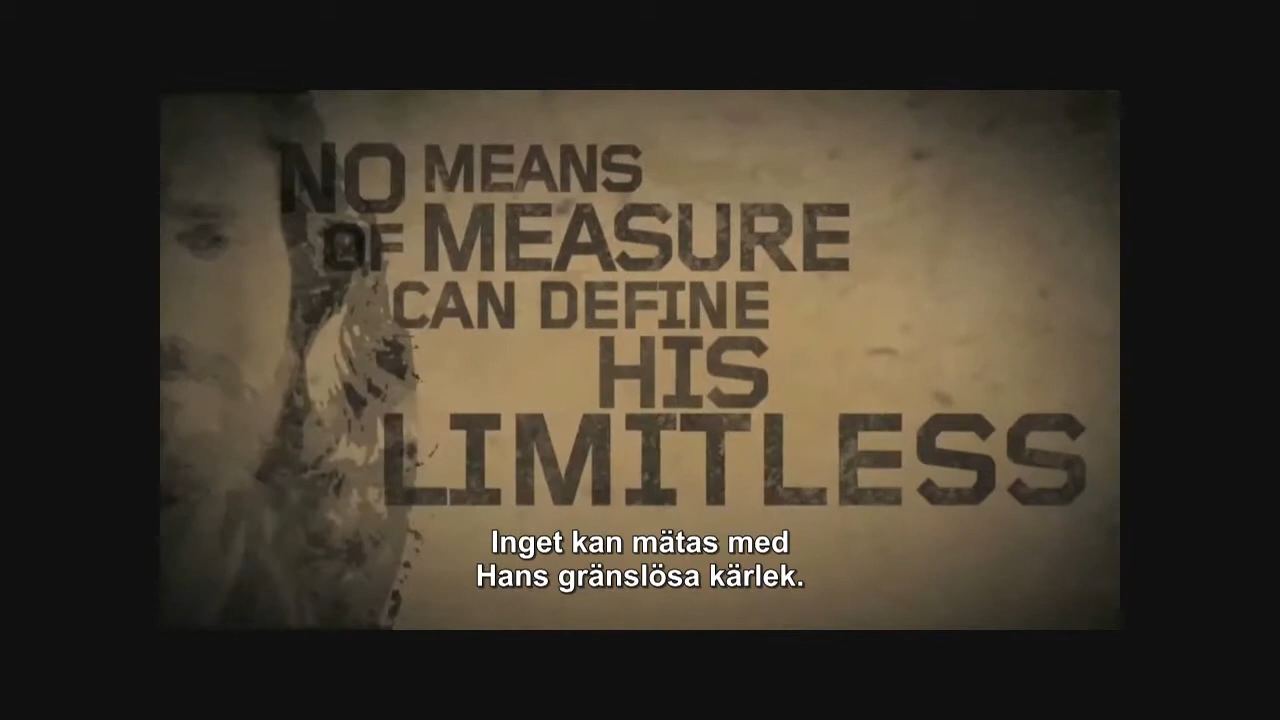 NO MEANS
OF MEASURE
CAN DEFINE
HIS
LIMITLESS
Inget kan mätas med
Hans gränslösa kärlek.